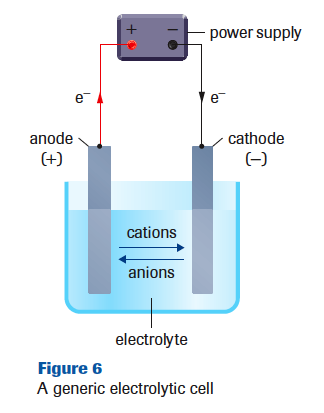 + −
power supply
e⁻ e⁻
anode
(+)
cathode
(−)
cations
anions
electrolyte
Figure 6
A generic electrolytic cell